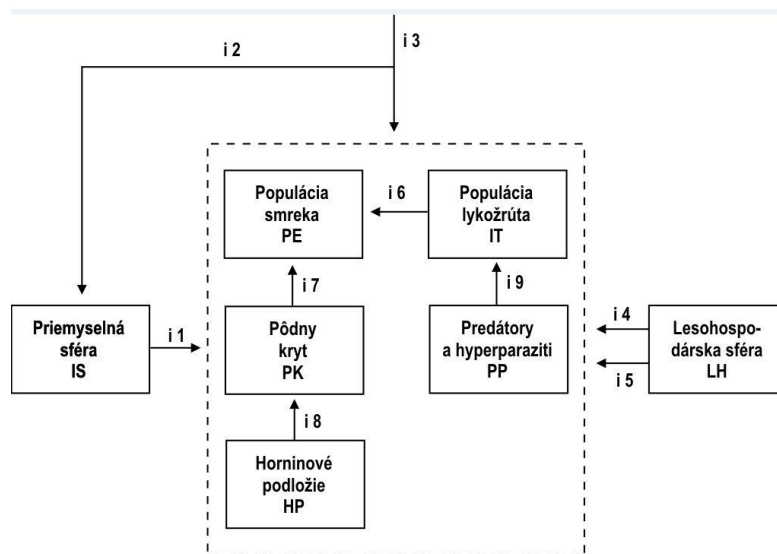 i 2
i 3
Populácia
smreka
PE
i 6
Populácia
lykožrúta
IT
i 7
i 9
Priemyselná
sféra
IS
i 1
Pôdny
kryt
PK
Predátory
a hyperparaziti
PP
i 4
i 5
Lesohospo-
dárska sféra
LH
i 8
Horninové
podložie
HP